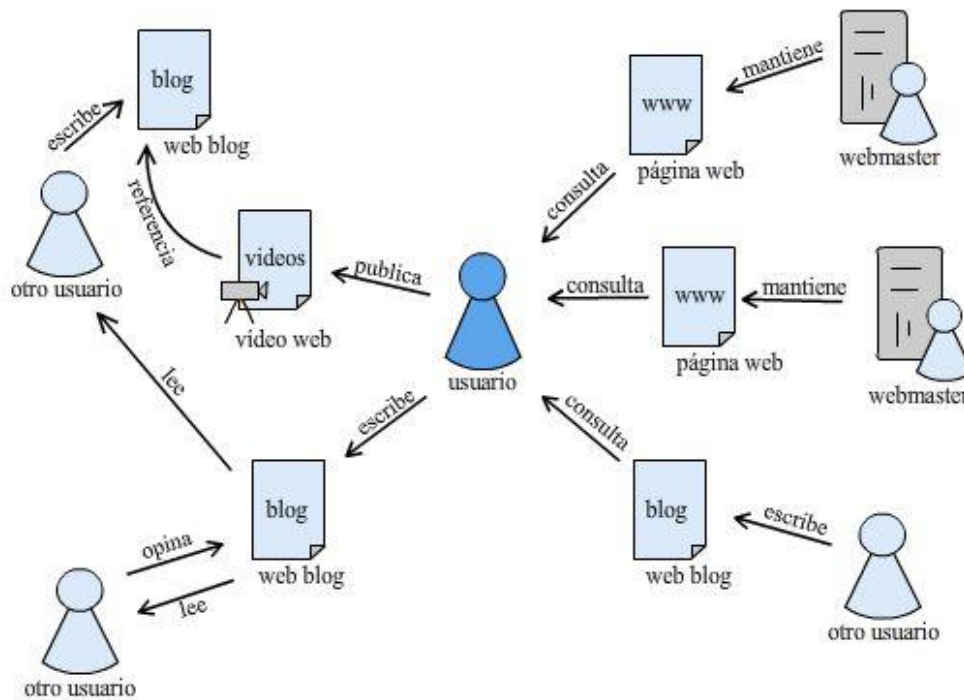 blog
web blog
escribe
otro usuario
referencia
videos
vídeo web
publica
usuario
www
página web
mantiene
webmaster
consulta
www
página web
mantiene
webmaster
consulta
lee
escribe
blog
web blog
opina
lee
otro usuario
consulta
blog
web blog
escribe
otro usuario